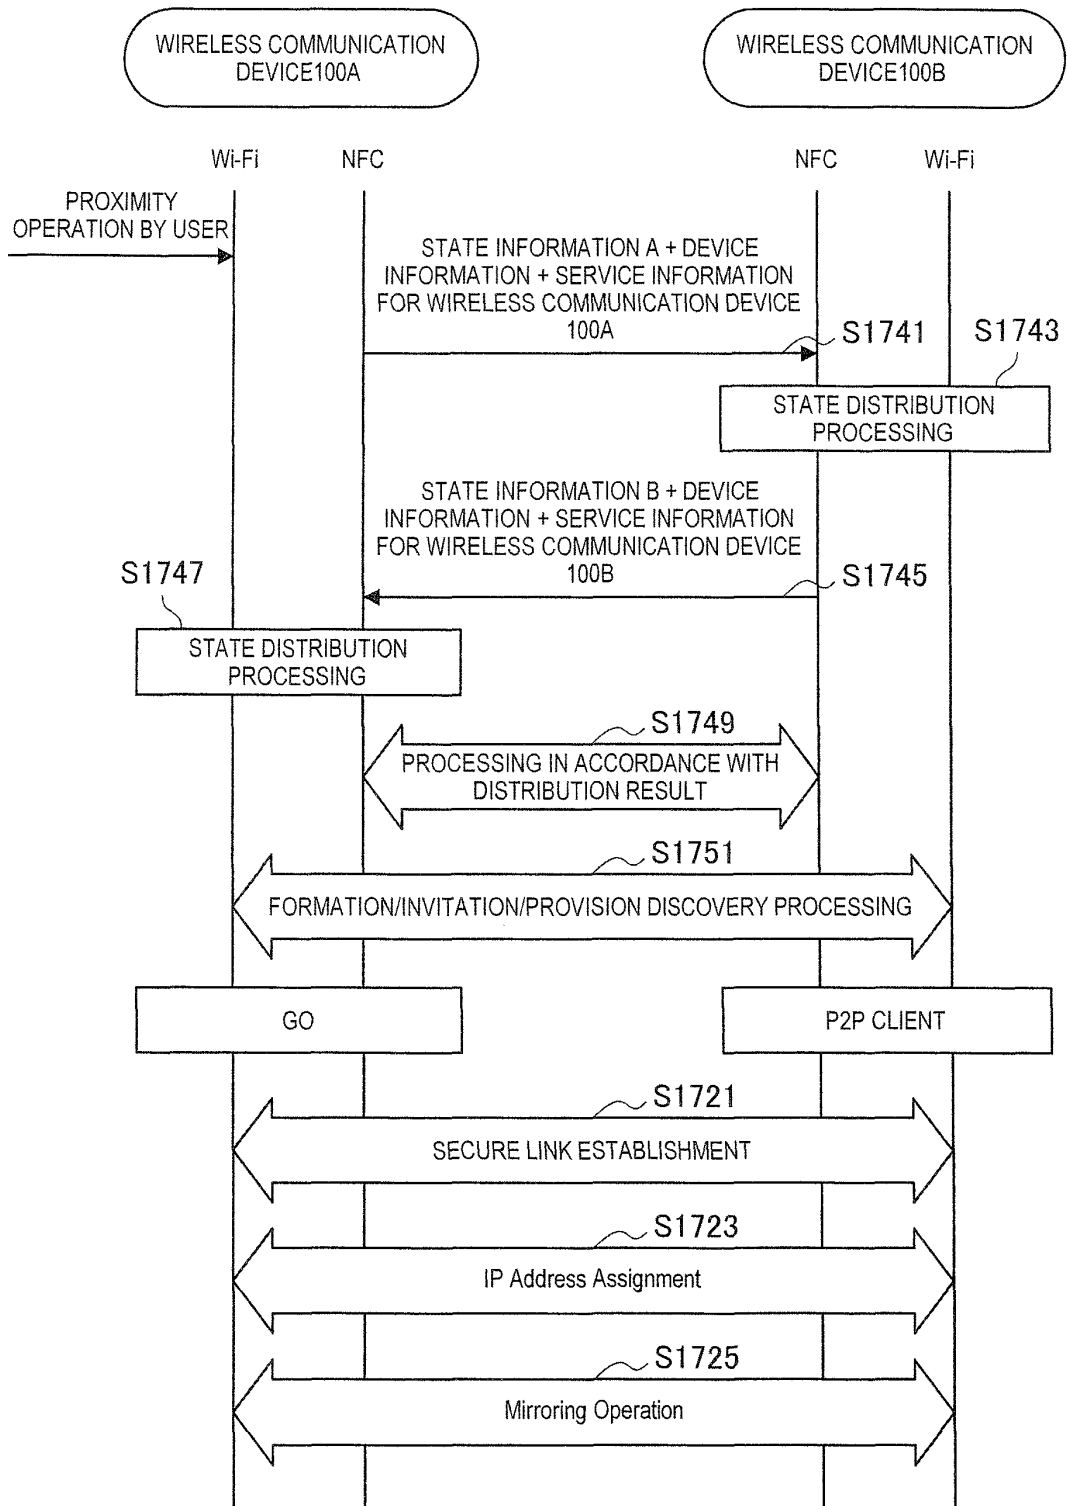 WIRELESS COMMUNICATION
DEVICE100A
WIRELESS COMMUNICATION
DEVICE100B
Wi-Fi
NFC
NFC
Wi-Fi
PROXIMITY
OPERATION BY USER
STATE INFORMATION A + DEVICE
INFORMATION + SERVICE INFORMATION
FOR WIRELESS COMMUNICATION DEVICE
100A
S1741
S1743
STATE DISTRIBUTION
PROCESSING
STATE INFORMATION B + DEVICE
INFORMATION + SERVICE INFORMATION
FOR WIRELESS COMMUNICATION DEVICE
100B
S1745
S1747
STATE DISTRIBUTION
PROCESSING
S1749
PROCESSING IN ACCORDANCE WITH
DISTRIBUTION RESULT
S1751
FORMATION/INVITATION/PROVISION DISCOVERY PROCESSING
GO
P2P CLIENT
S1721
SECURE LINK ESTABLISHMENT
S1723
IP Address Assignment
S1725
Mirroring Operation